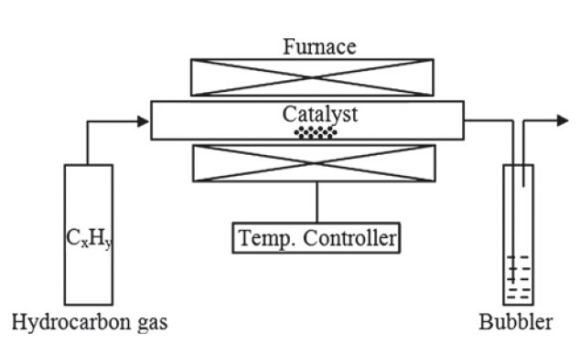 Furnace
Catalyst
CxHy
Temp. Controller
Hydrocarbon gas
Bubbler